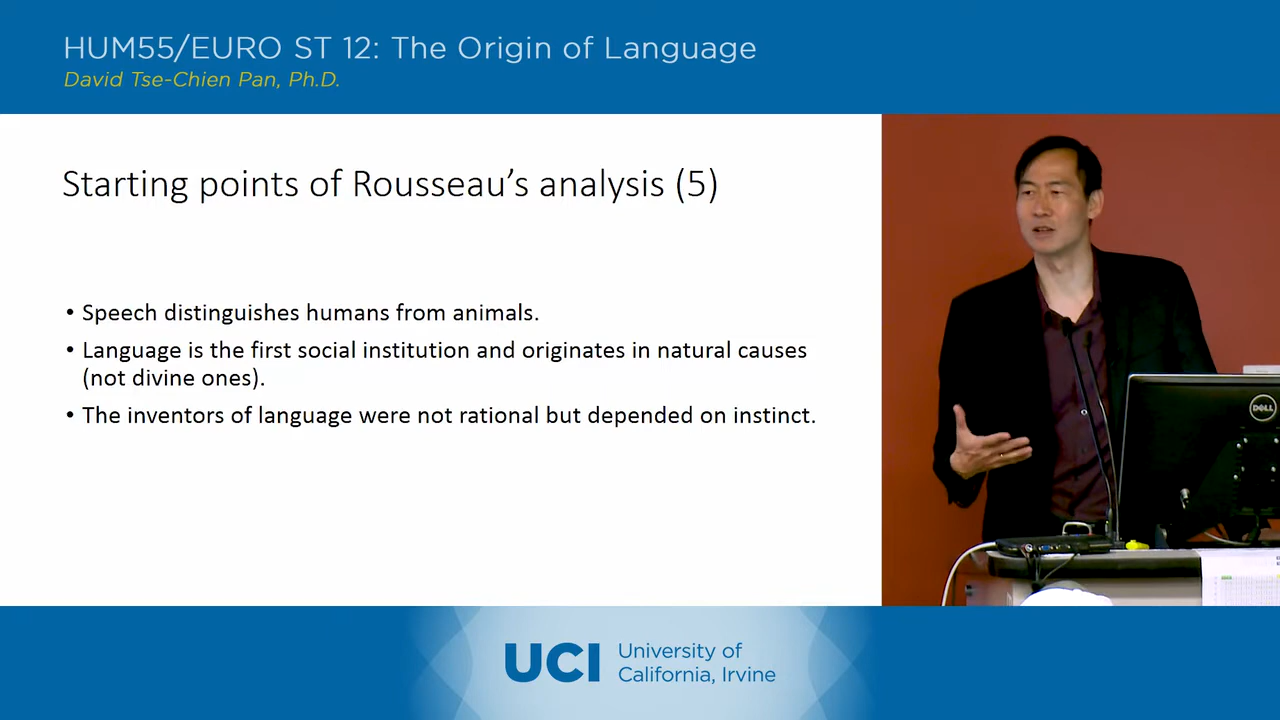 HUM55/EURO ST 12: The Origin of Language
David Tse-Chien Pan, Ph.D.
Starting points of Rousseau's analysis (5)
• Speech distinguishes humans from animals.
• Language is the first social institution and originates in natural causes
(not divine ones).
• The inventors of language were not rational but depended on instinct.
DELL
UCI
University of
California, Irvine